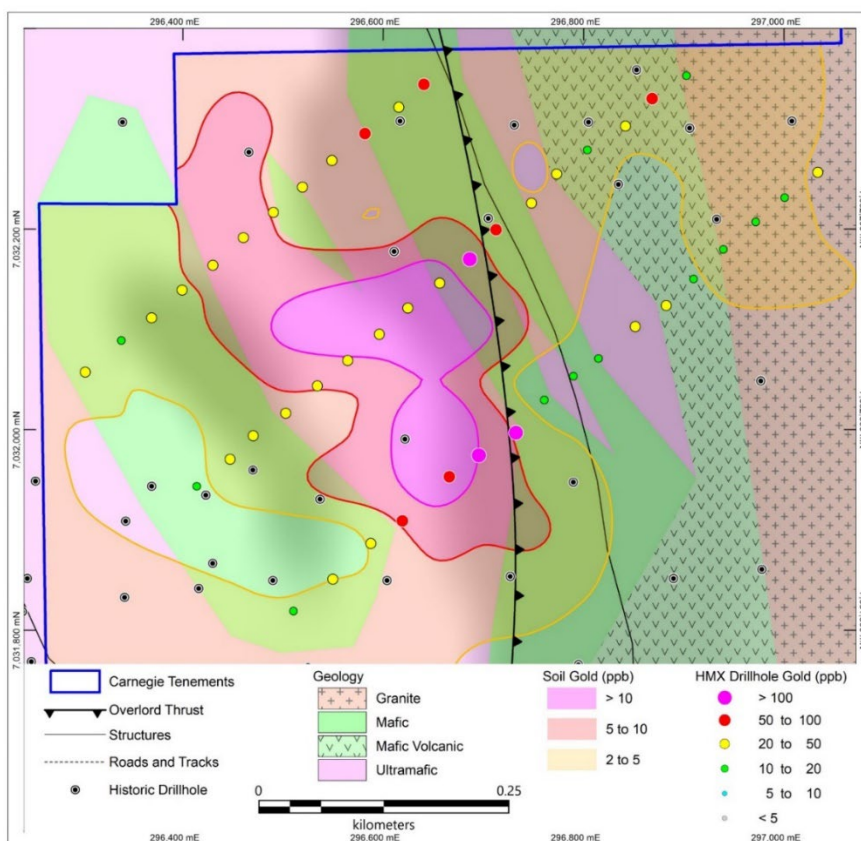 296,400 mE 296,600 mE 296,800 mE 297,000 mE
7,032,200 mN
7,032,000 mN
7,031,800 mN
Carnegie Tenements
Overlord Thrust
Structures
Roads and Tracks
Historic Drillhole
Geology
Granite
Mafic
Mafic Volcanic
Ultramafic
0 0.25
kilometers
Soil Gold (ppb)
> 10
5 to 10
2 to 5
HMX Drillhole Gold (ppb)
> 100
50 to 100
20 to 50
10 to 20
5 to 10
< 5
296,400 mE 296,600 mE 296,800 mE 297,000 mE